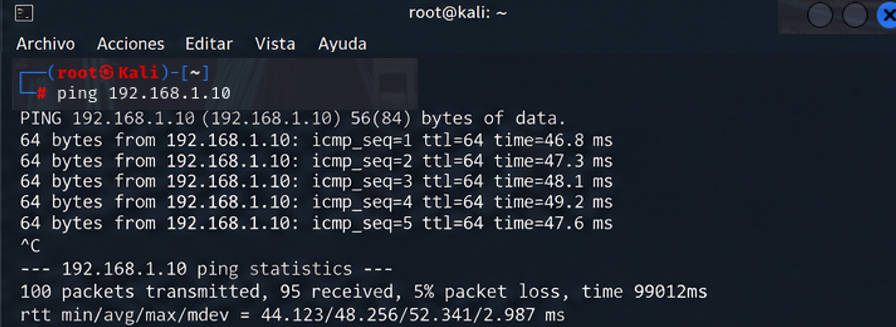 root@kali: ~
Archivo Acciones Editar Vista Ayuda
┌──(root㉿Kali)-[~]
└─# ping 192.168.1.10
PING 192.168.1.10 (192.168.1.10) 56(84) bytes of data.
64 bytes from 192.168.1.10: icmp_seq=1 ttl=64 time=46.8 ms
64 bytes from 192.168.1.10: icmp_seq=2 ttl=64 time=47.3 ms
64 bytes from 192.168.1.10: icmp_seq=3 ttl=64 time=48.1 ms
64 bytes from 192.168.1.10: icmp_seq=4 ttl=64 time=49.2 ms
64 bytes from 192.168.1.10: icmp_seq=5 ttl=64 time=47.6 ms
^C
--- 192.168.1.10 ping statistics ---
100 packets transmitted, 95 received, 5% packet loss, time 99012ms
rtt min/avg/max/mdev = 44.123/48.256/52.341/2.987 ms